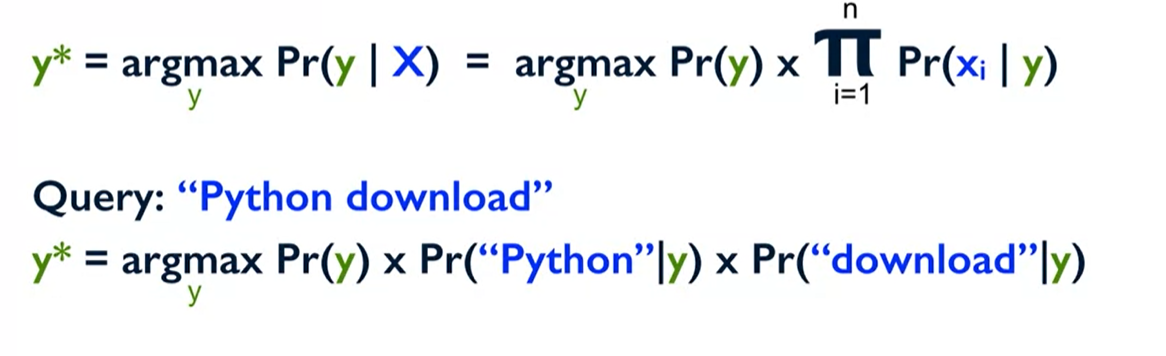 n
y* = argmax Pr(y | X) = argmax Pr(y) x ∏ Pr(xi | y)
y y i=1
Query: “Python download”
y* = argmax Pr(y) x Pr(“Python”|y) x Pr(“download”|y)
y